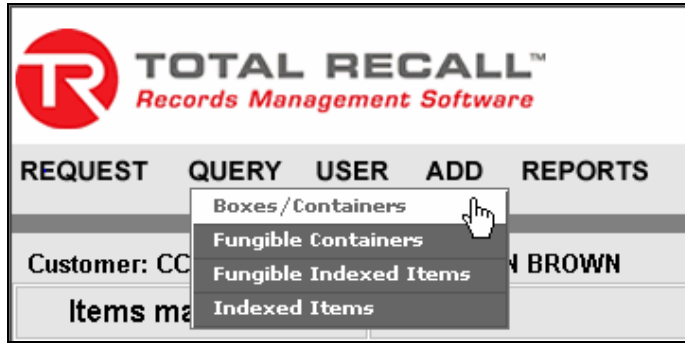 TR TOTAL RECALL™
Records Management Software
REQUEST QUERY USER ADD REPORTS
Boxes/Containers
Fungible Containers
Customer: CC BROWN
Fungible Indexed Items
Items ma
Indexed Items